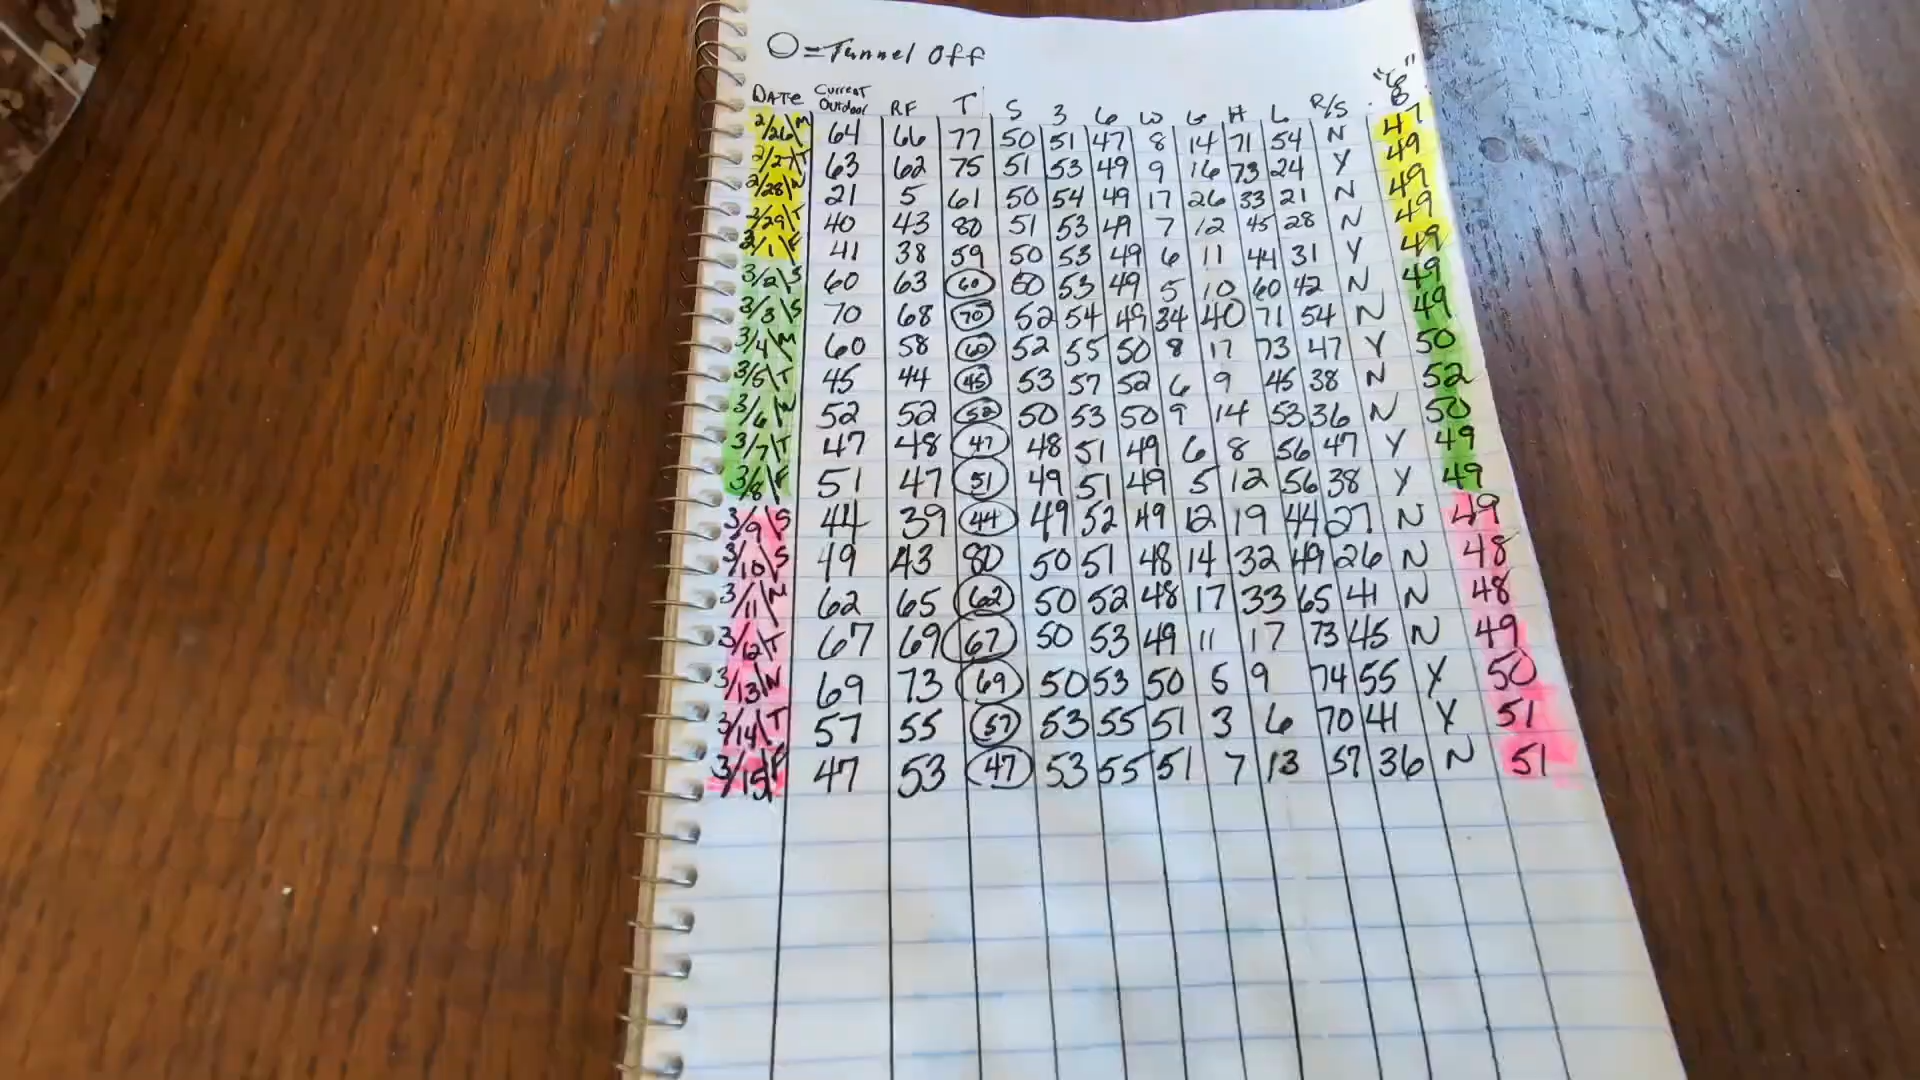 O=Tunnel Off
DATE Current Outdoor RF T S 3 6 W G H L R/S "6" 8
2/26\M 64 66 77 50 51 47 8 14 71 54 N 47
2/27\T 63 62 75 51 53 49 9 16 73 24 Y 49
2/28\W 21 5 61 50 54 49 17 26 33 21 N 49
2/29\T 40 43 80 51 53 49 7 12 45 28 N 49
3/1\F 41 38 59 50 53 49 6 11 44 31 Y 49
3/2\S 60 63 60 50 53 49 5 10 60 42 N 49
3/3\S 70 68 70 52 54 49 34 40 71 54 N 49
3/4\M 60 58 60 52 55 50 8 17 73 47 Y 50
3/5\T 45 44 45 53 57 52 6 9 45 38 N 52
3/6\W 52 52 52 50 53 50 9 14 53 36 N 50
3/7\T 47 48 47 48 51 49 6 8 56 47 Y 49
3/8\F 51 47 51 49 51 49 5 12 56 38 Y 49
3/9\S 44 39 44 49 52 49 12 19 44 27 N 49
3/10\S 49 43 80 50 51 48 14 32 49 26 N 48
3/11\M 62 65 62 50 52 48 17 33 65 41 N 48
3/12\T 67 69 67 50 53 49 11 17 73 45 N 49
3/13\W 69 73 69 50 53 50 5 9 74 55 Y 50
3/14\T 57 55 57 53 55 51 3 6 70 41 Y 51
3/15\F 47 53 47 53 55 51 7 13 57 36 N 51